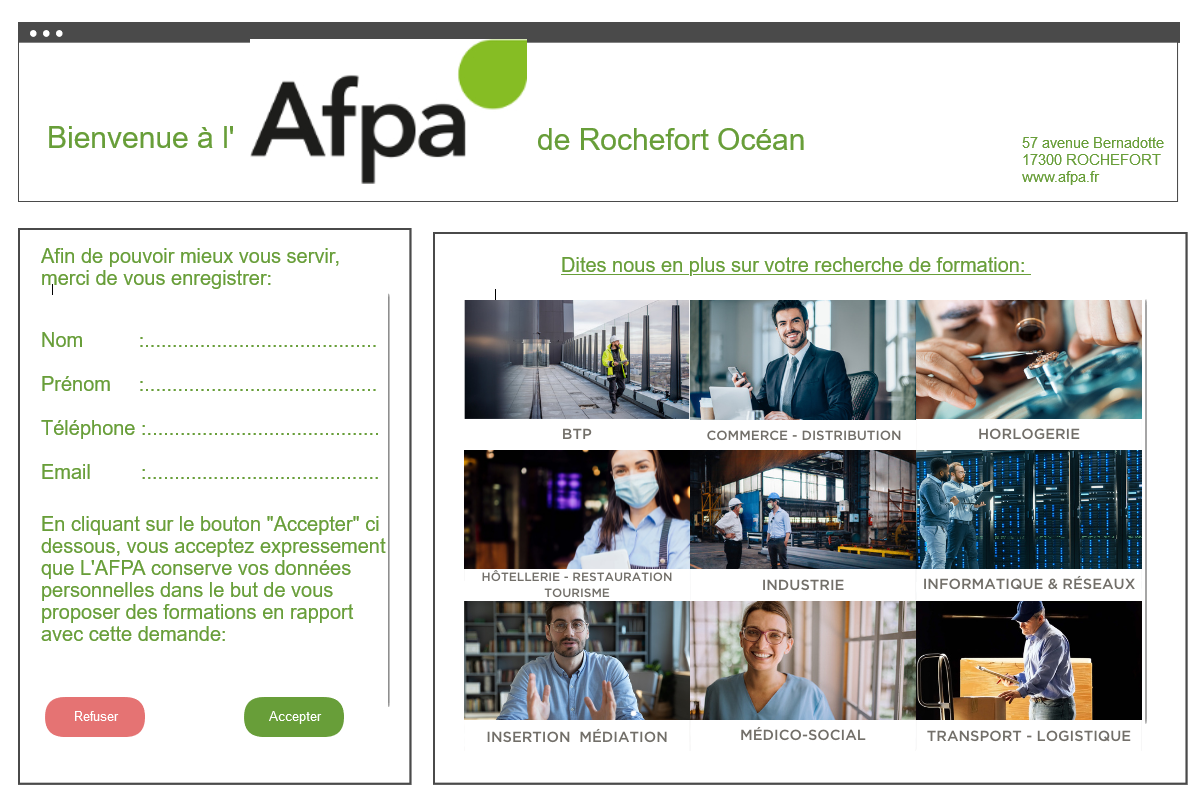 Bienvenue à l'
Afpa
de Rochefort Océan
57 avenue Bernadotte
17300 ROCHEFORT
www.afpa.fr
Afin de pouvoir mieux vous servir,
merci de vous enregistrer:
Nom :..........................................
Prénom :..........................................
Téléphone :..........................................
Email :..........................................
En cliquant sur le bouton "Accepter" ci
dessous, vous acceptez expressement
que L'AFPA conserve vos données
personnelles dans le but de vous
proposer des formations en rapport
avec cette demande:
Refuser
Accepter
Dites nous en plus sur votre recherche de formation:
BTP
COMMERCE - DISTRIBUTION
HORLOGERIE
HÔTELLERIE - RESTAURATION
TOURISME
INDUSTRIE
INFORMATIQUE & RÉSEAUX
INSERTION MÉDIATION
MÉDICO-SOCIAL
TRANSPORT - LOGISTIQUE